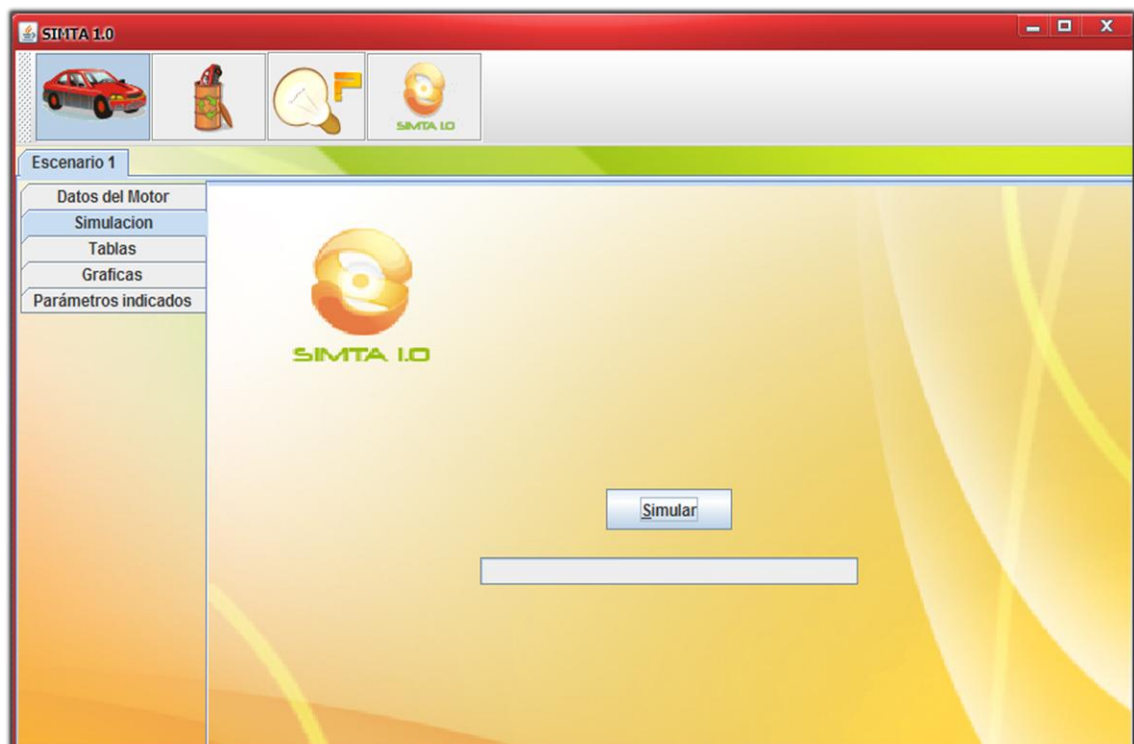 SIMTA 1.0
SIMTA 1.0
Escenario 1
Datos del Motor
Simulacion
Tablas
Graficas
Parámetros indicados
SIMTA 1.0
Simular